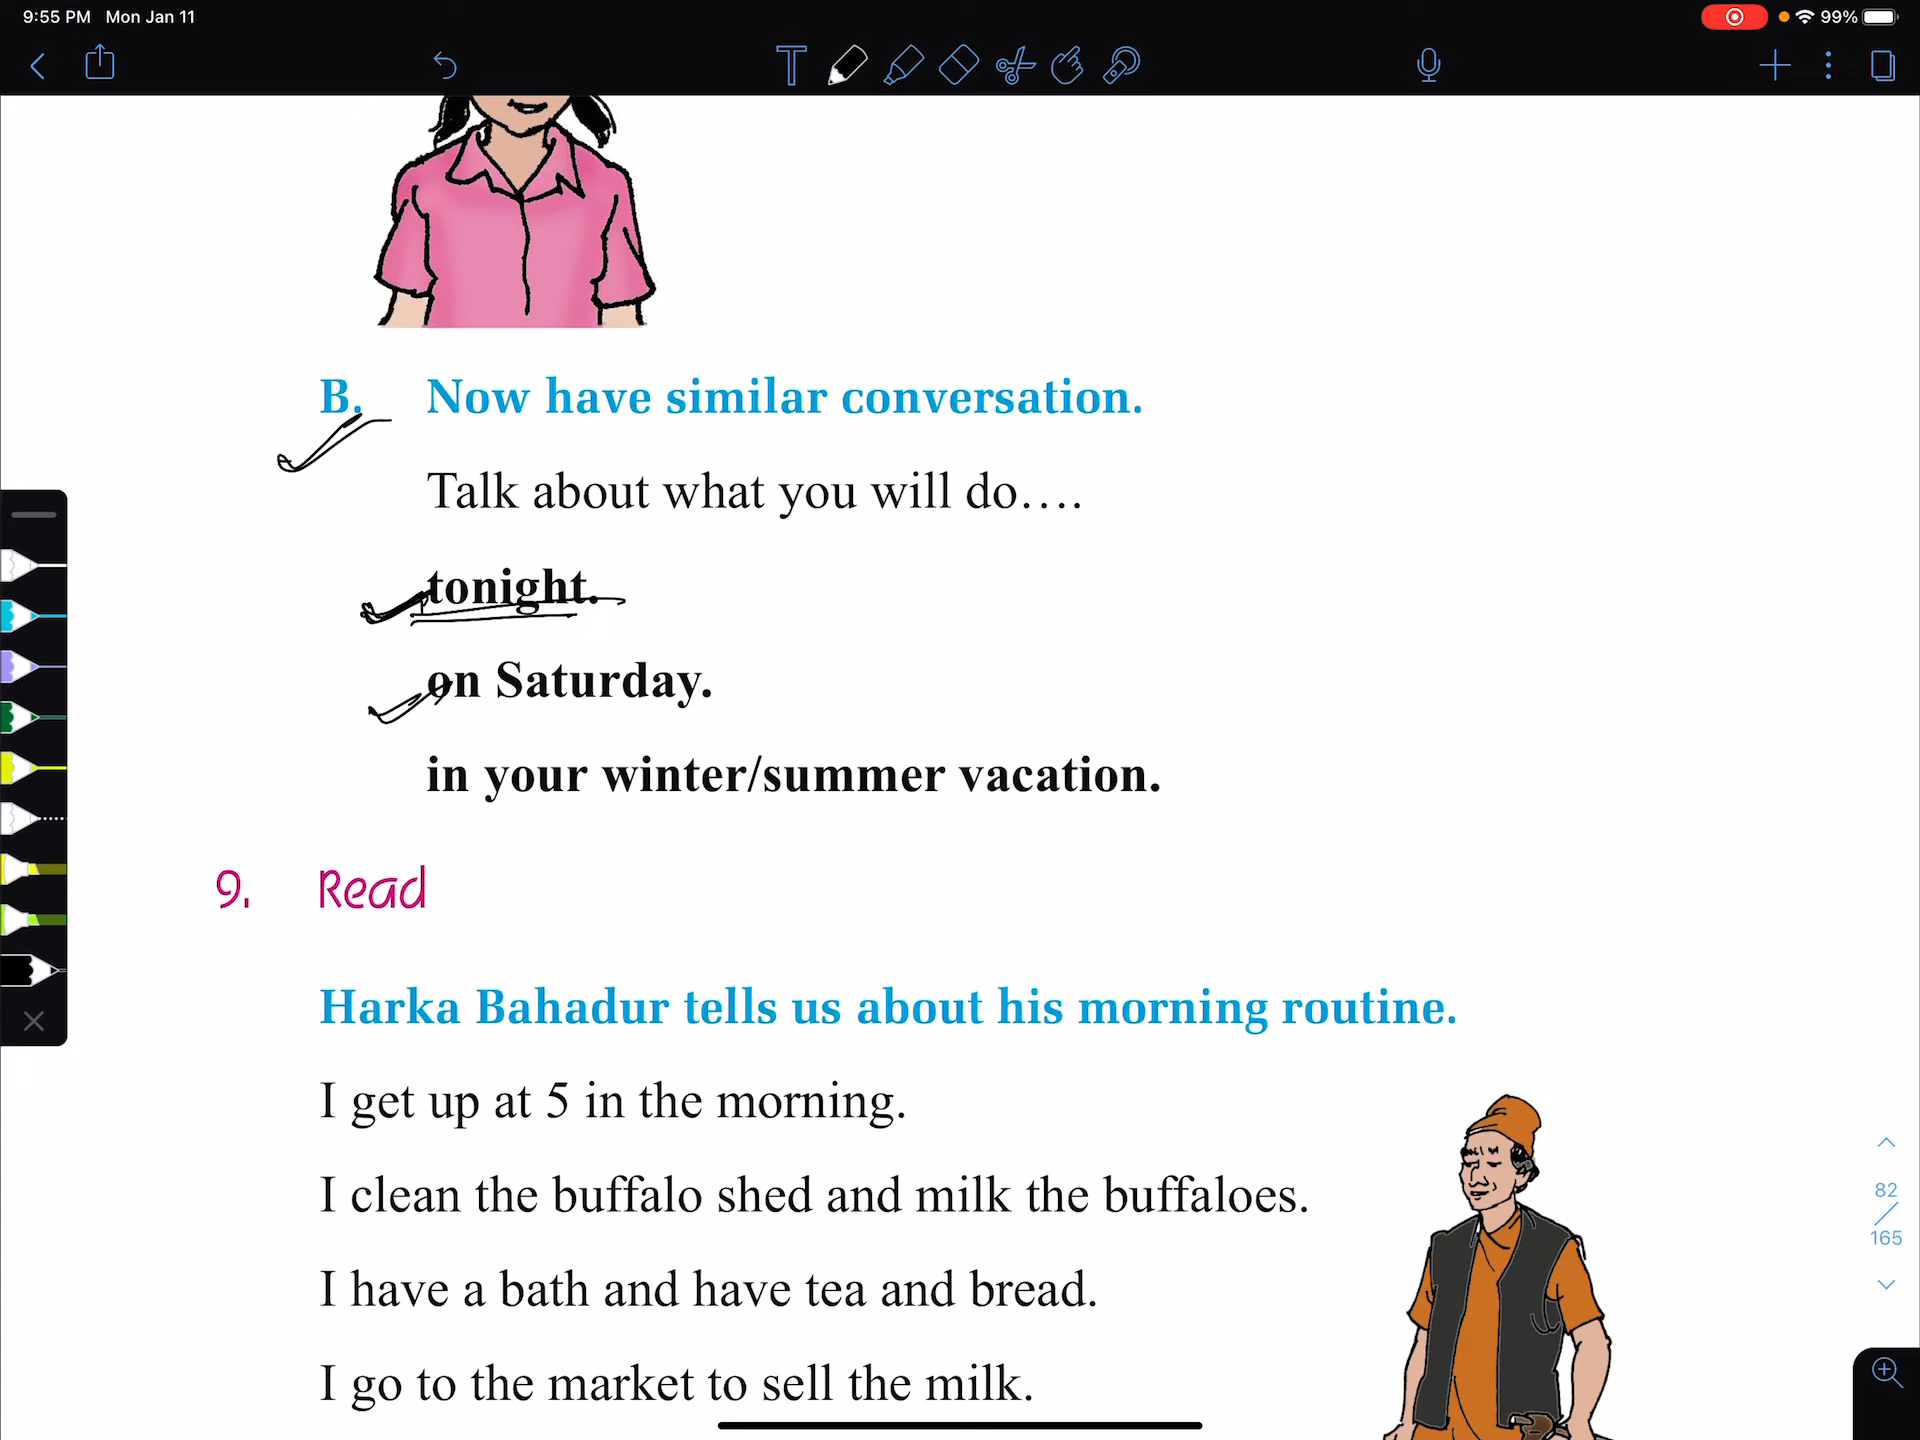 9:55 PM Mon Jan 11
99%
B. Now have similar conversation.
Talk about what you will do....
tonight.
on Saturday.
in your winter/summer vacation.
9. Read
Harka Bahadur tells us about his morning routine.
I get up at 5 in the morning.
I clean the buffalo shed and milk the buffaloes.
I have a bath and have tea and bread.
I go to the market to sell the milk.
82
/
165